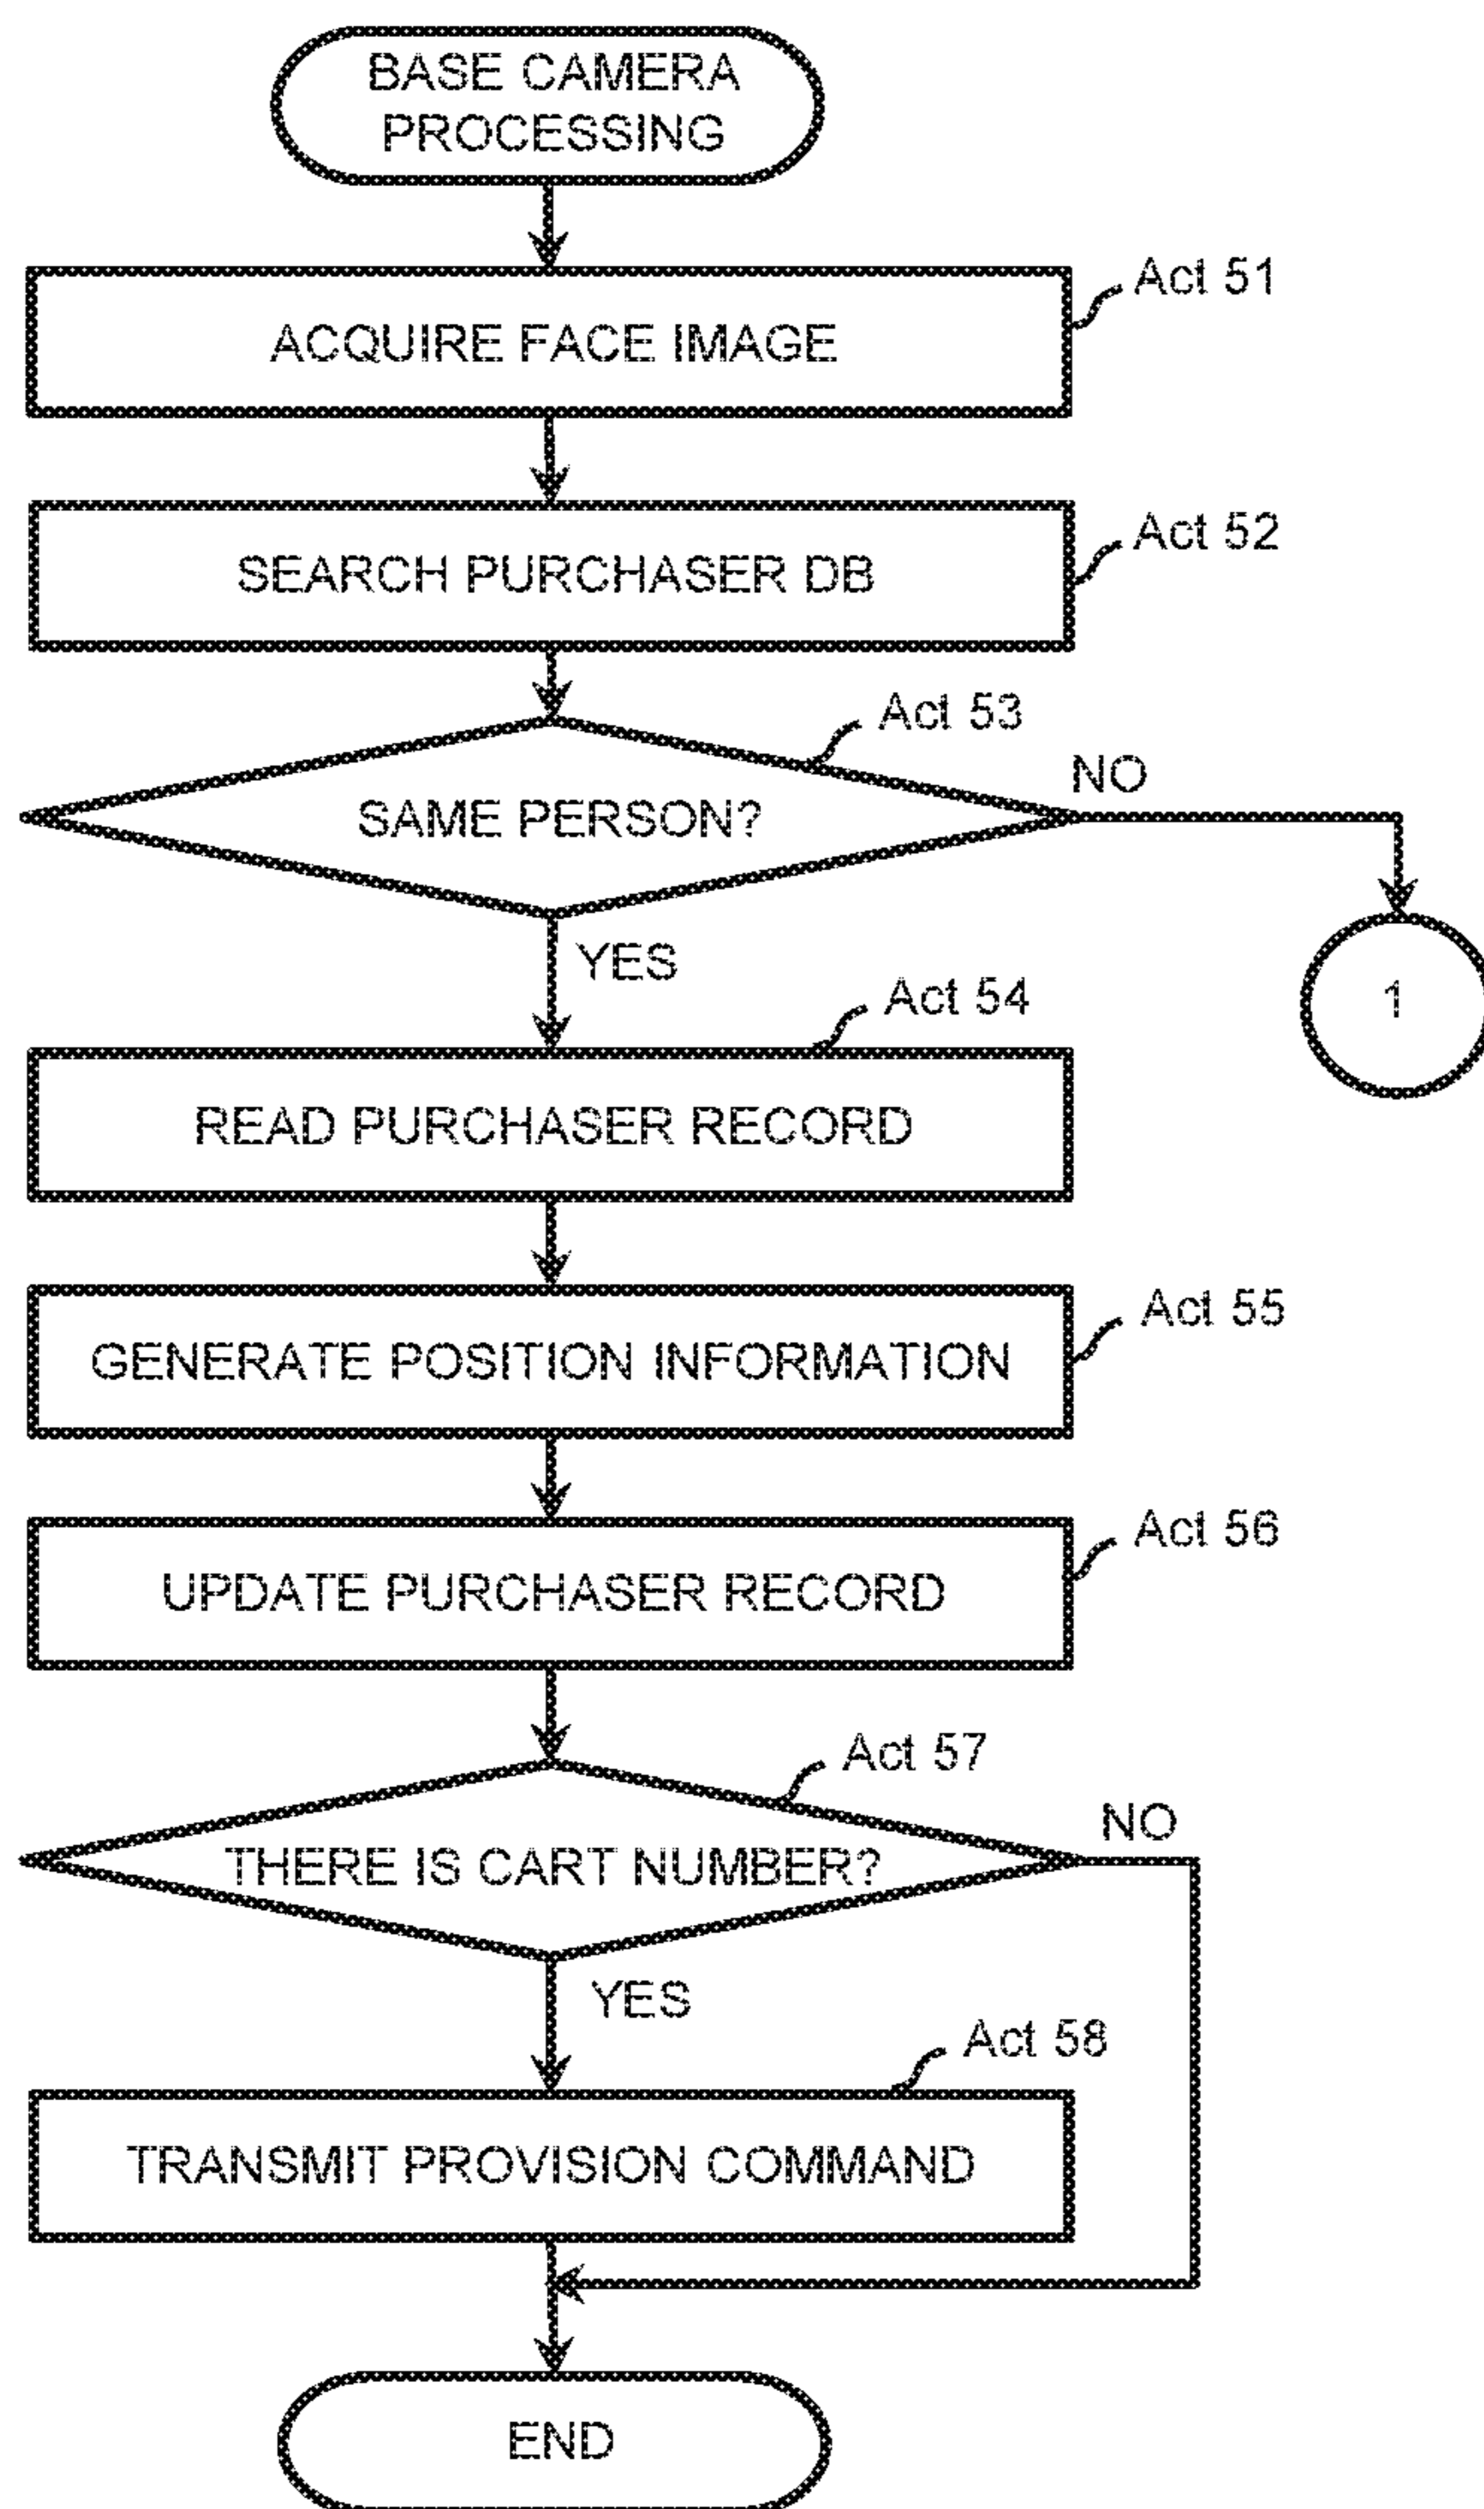 BASE CAMERA
PROCESSING
Act 51
ACQUIRE FACE IMAGE
Act 52
SEARCH PURCHASER DB
Act 53
NO
SAME PERSON?
YES
1
Act 54
READ PURCHASER RECORD
Act 55
GENERATE POSITION INFORMATION
Act 56
UPDATE PURCHASER RECORD
Act 57
NO
THERE IS CART NUMBER?
YES
Act 58
TRANSMIT PROVISION COMMAND
END